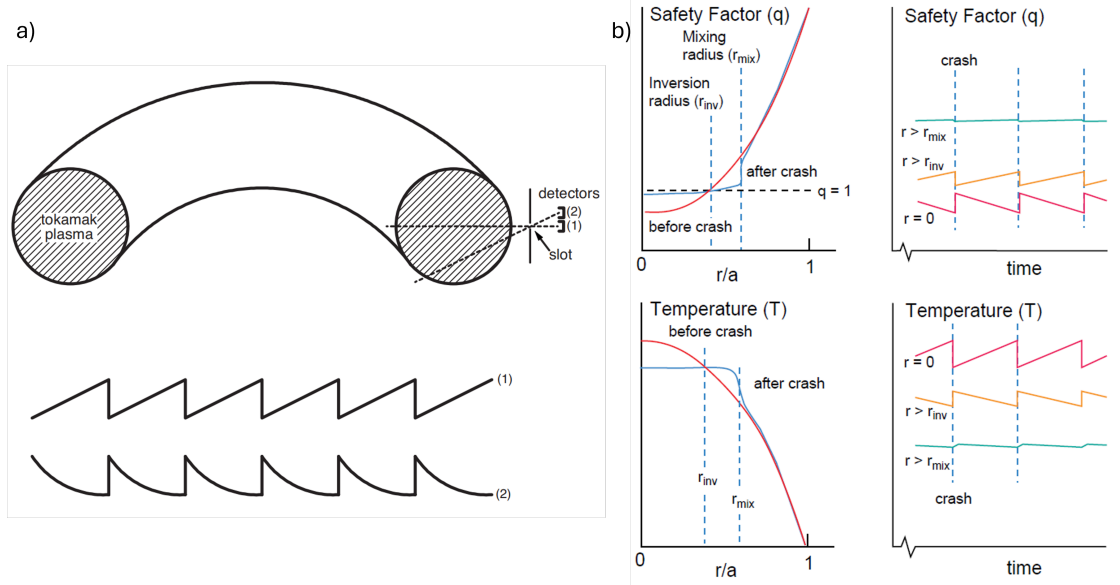 a)
tokamak
plasma
detectors
(2)
(1)
slot
(1)
(2)
b)
Safety Factor (q)
Mixing
radius (rmix)
Inversion
radius (rinv)
after crash
q = 1
before crash
0
1
r/a
Safety Factor (q)
crash
r > rmix
r > rinv
r = 0
time
Temperature (T)
before crash
after crash
rinv
rmix
0
1
r/a
Temperature (T)
r = 0
r > rinv
r > rmix
crash
time